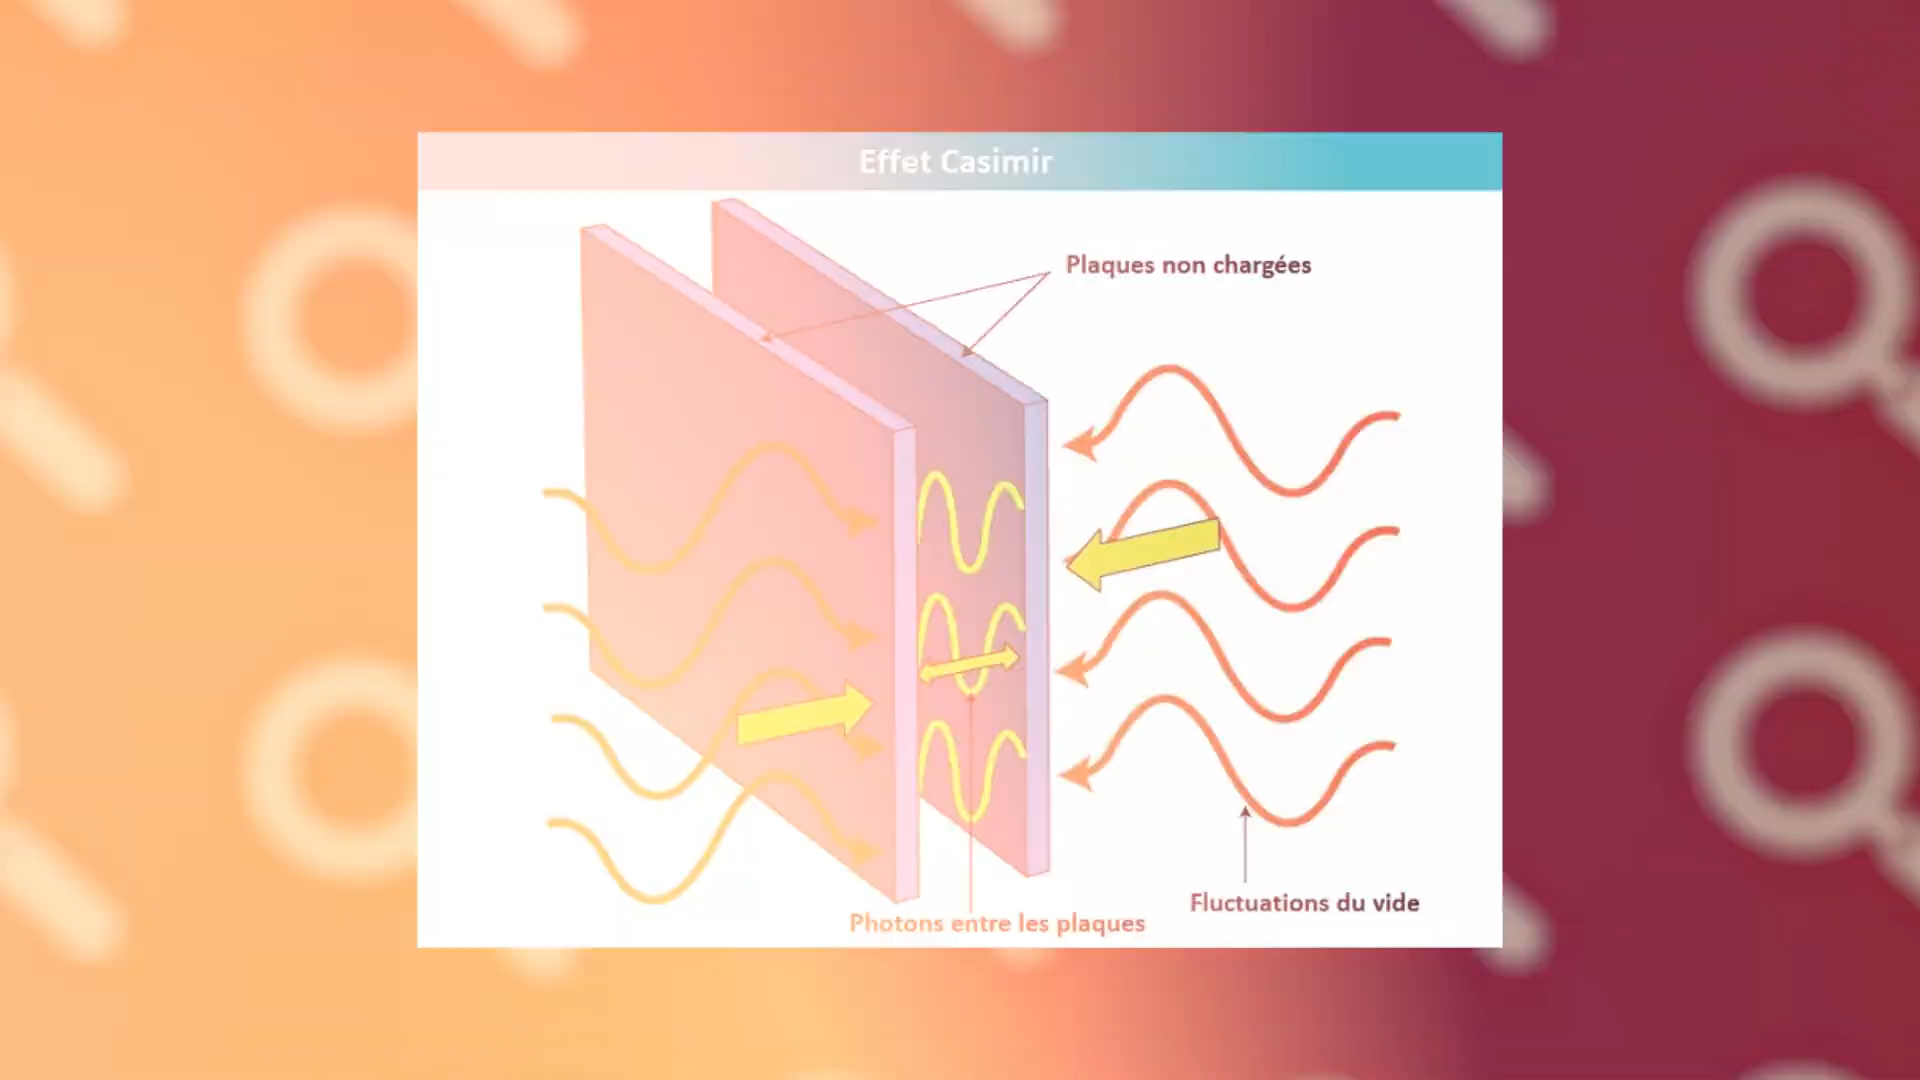 Effet Casimir
Plaques non chargées
Fluctuations du vide
Photons entre les plaques